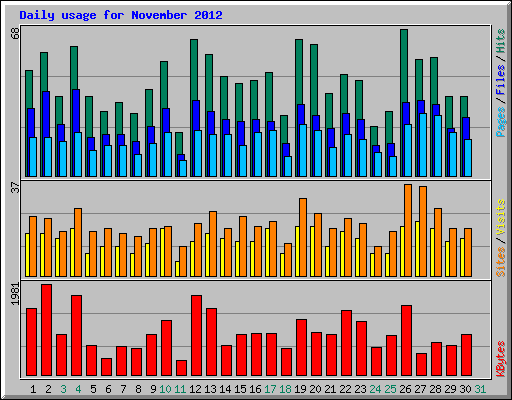 Daily usage for November 2012
68
37
1981
Pages / Files / Hits
Sites / Visits
KBytes
1 2 3 4 5 6 7 8 9 10 11 12 13 14 15 16 17 18 19 20 21 22 23 24 25 26 27 28 29 30 31